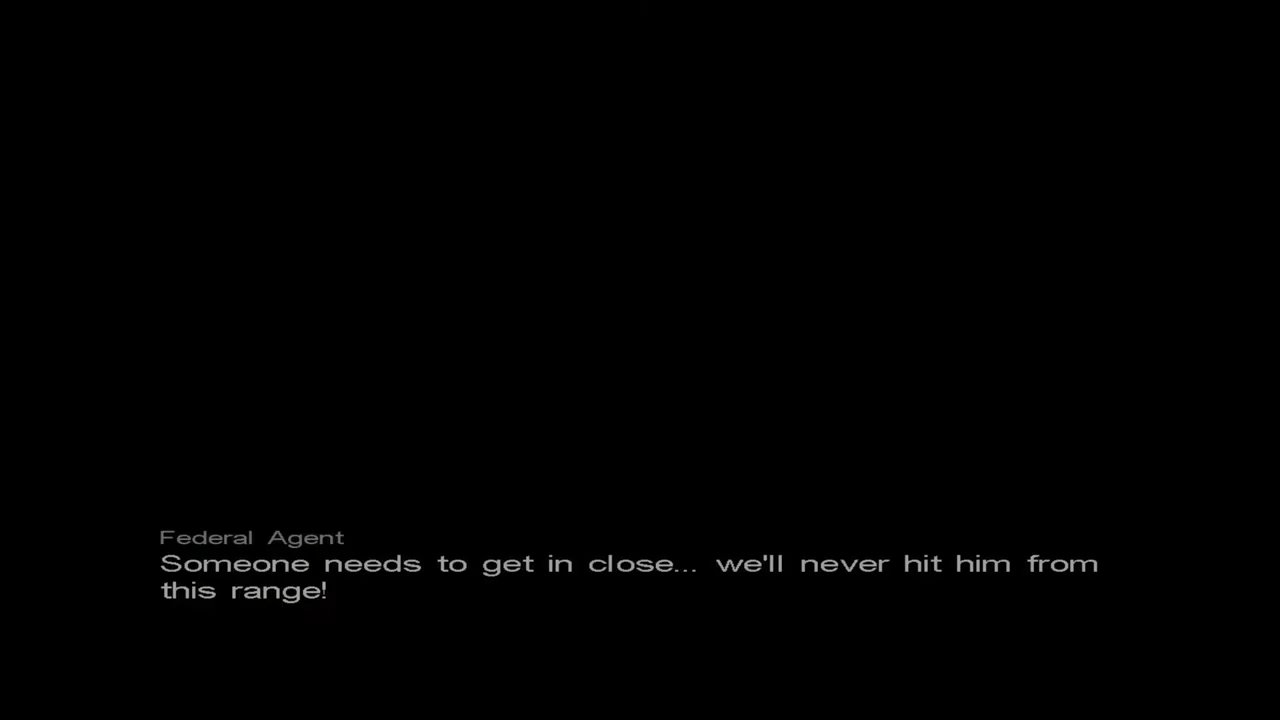 Federal Agent
Someone needs to get in close... we'll never hit him from
this range!